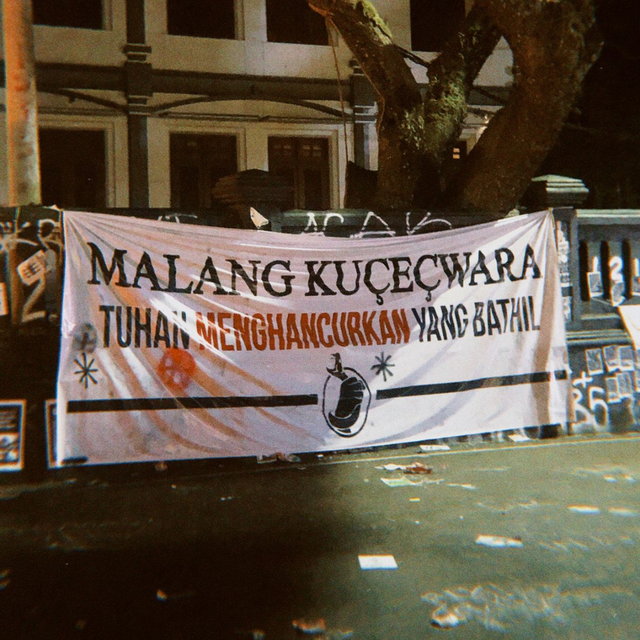 MALANG KUÇEÇWARA
TUHAN MENGHANCURKAN YANG BATHIL